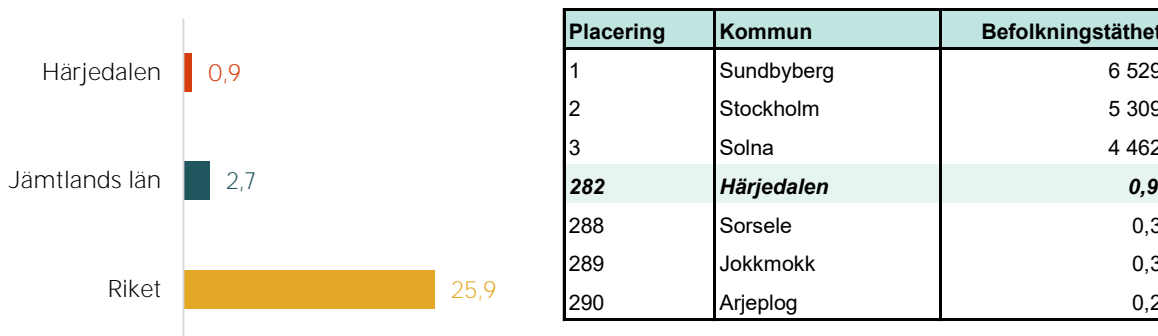 Härjedalen 0,9
Jämtlands län 2,7
Riket 25,9
Placering Kommun Befolkningstäthet
1 Sundbyberg 6 529
2 Stockholm 5 309
3 Solna 4 462
282 Härjedalen 0,9
288 Sorsele 0,3
289 Jokkmokk 0,3
290 Arjeplog 0,2